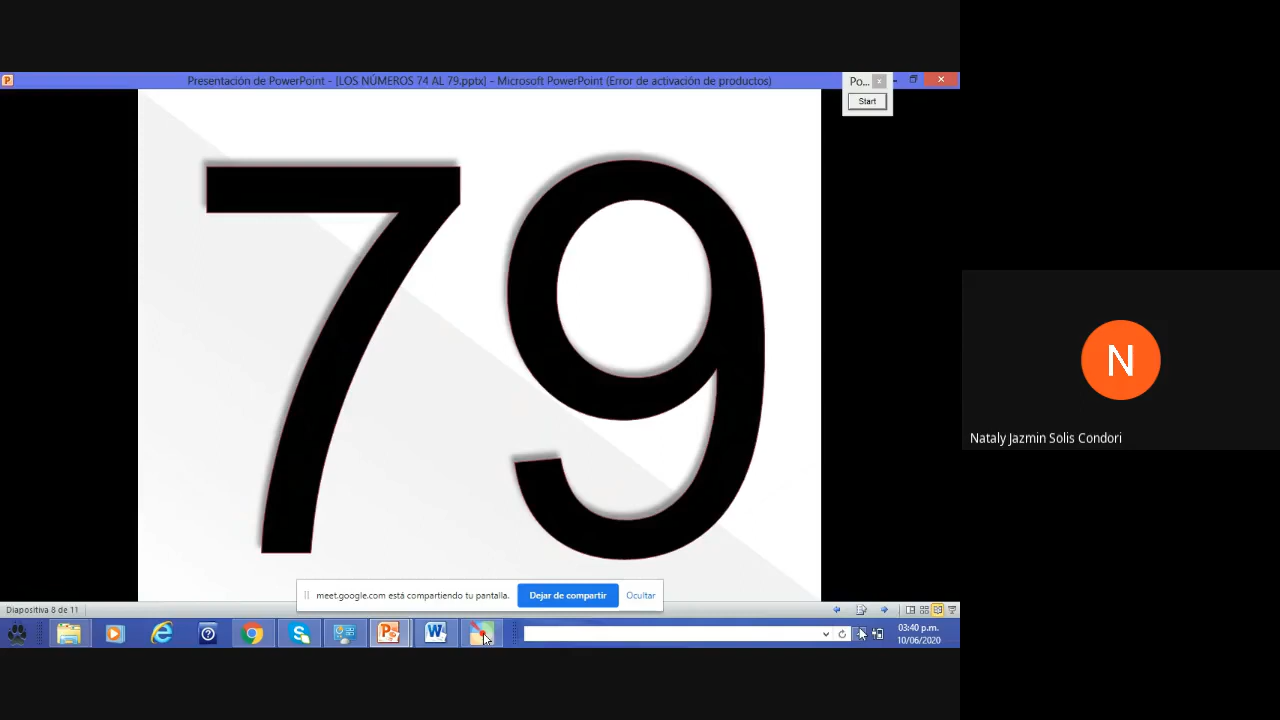 Presentación de PowerPoint - [LOS NÚMEROS 74 AL 79.pptx] - Microsoft PowerPoint (Error de activación de productos)
Po...
Start
79
meet.google.com está compartiendo tu pantalla.
Dejar de compartir
Ocultar
Diapositiva 8 de 11
03:40 p.m.
10/06/2020
N
Nataly Jazmin Solis Condori